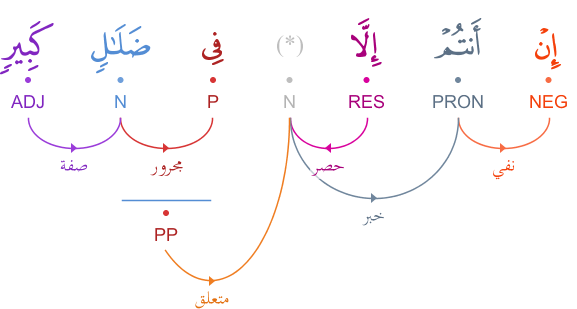 إِنْ أَنتُمْ إِلَّا (*) فِى ضَلَٰلٍ كَبِيرٍ
NEG PRON RES N P N ADJ
نفي حصر مجرور صفة
خبر
PP
متعلق